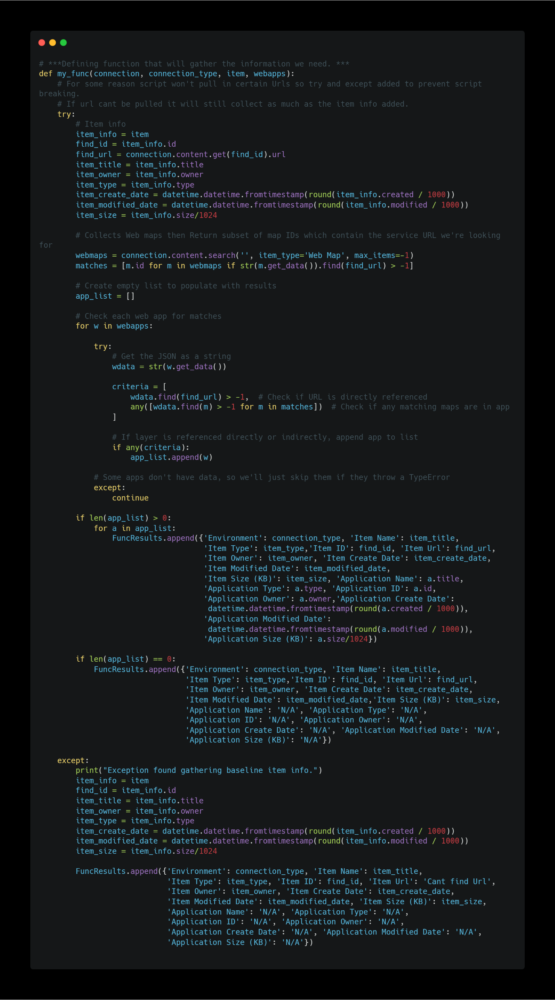 # ***Defining function that will gather the information we need. ***
def my_func(connection, connection_type, item, webapps):
    # For some reason script won't pull in certain Urls so try and except added to prevent script
breaking.
    # If url cant be pulled it will still collect as much as the item info added.
    try:
        # Item info
        item_info = item
        find_id = item_info.id
        find_url = connection.content.get(find_id).url
        item_title = item_info.title
        item_owner = item_info.owner
        item_type = item_info.type
        item_create_date = datetime.datetime.fromtimestamp(round(item_info.created / 1000))
        item_modified_date = datetime.datetime.fromtimestamp(round(item_info.modified / 1000))
        item_size = item_info.size/1024

        # Collects Web maps then Return subset of map IDs which contain the service URL we're looking
for
        webmaps = connection.content.search('', item_type='Web Map', max_items=-1)
        matches = [m.id for m in webmaps if str(m.get_data()).find(find_url) > -1]

        # Create empty list to populate with results
        app_list = []

        # Check each web app for matches
        for w in webapps:

            try:
                # Get the JSON as a string
                wdata = str(w.get_data())

                criteria = [
                    wdata.find(find_url) > -1,  # Check if URL is directly referenced
                    any([wdata.find(m) > -1 for m in matches])  # Check if any matching maps are in app
                ]

                # If layer is referenced directly or indirectly, append app to list
                if any(criteria):
                    app_list.append(w)

            # Some apps don't have data, so we'll just skip them if they throw a TypeError
            except:
                continue

        if len(app_list) > 0:
            for a in app_list:
                FuncResults.append({'Environment': connection_type, 'Item Name': item_title,
                                    'Item Type': item_type,'Item ID': find_id, 'Item Url': find_url,
                                    'Item Owner': item_owner, 'Item Create Date': item_create_date,
                                    'Item Modified Date': item_modified_date,
                                    'Item Size (KB)': item_size, 'Application Name': a.title,
                                    'Application Type': a.type, 'Application ID': a.id,
                                    'Application Owner': a.owner,'Application Create Date':
                                     datetime.datetime.fromtimestamp(round(a.created / 1000)),
                                    'Application Modified Date':
                                     datetime.datetime.fromtimestamp(round(a.modified / 1000)),
                                    'Application Size (KB)': a.size/1024})

        if len(app_list) == 0:
            FuncResults.append({'Environment': connection_type, 'Item Name': item_title,
                                'Item Type': item_type,'Item ID': find_id, 'Item Url': find_url,
                                'Item Owner': item_owner, 'Item Create Date': item_create_date,
                                'Item Modified Date': item_modified_date,'Item Size (KB)': item_size,
                                'Application Name': 'N/A', 'Application Type': 'N/A',
                                'Application ID': 'N/A', 'Application Owner': 'N/A',
                                'Application Create Date': 'N/A', 'Application Modified Date': 'N/A',
                                'Application Size (KB)': 'N/A'})

    except:
        print("Exception found gathering baseline item info.")
        item_info = item
        find_id = item_info.id
        item_title = item_info.title
        item_owner = item_info.owner
        item_type = item_info.type
        item_create_date = datetime.datetime.fromtimestamp(round(item_info.created / 1000))
        item_modified_date = datetime.datetime.fromtimestamp(round(item_info.modified / 1000))
        item_size = item_info.size/1024

        FuncResults.append({'Environment': connection_type, 'Item Name': item_title,
                            'Item Type': item_type, 'Item ID': find_id, 'Item Url': 'Cant find Url',
                            'Item Owner': item_owner, 'Item Create Date': item_create_date,
                            'Item Modified Date': item_modified_date, 'Item Size (KB)': item_size,
                            'Application Name': 'N/A', 'Application Type': 'N/A',
                            'Application ID': 'N/A', 'Application Owner': 'N/A',
                            'Application Create Date': 'N/A', 'Application Modified Date': 'N/A',
                            'Application Size (KB)': 'N/A'})